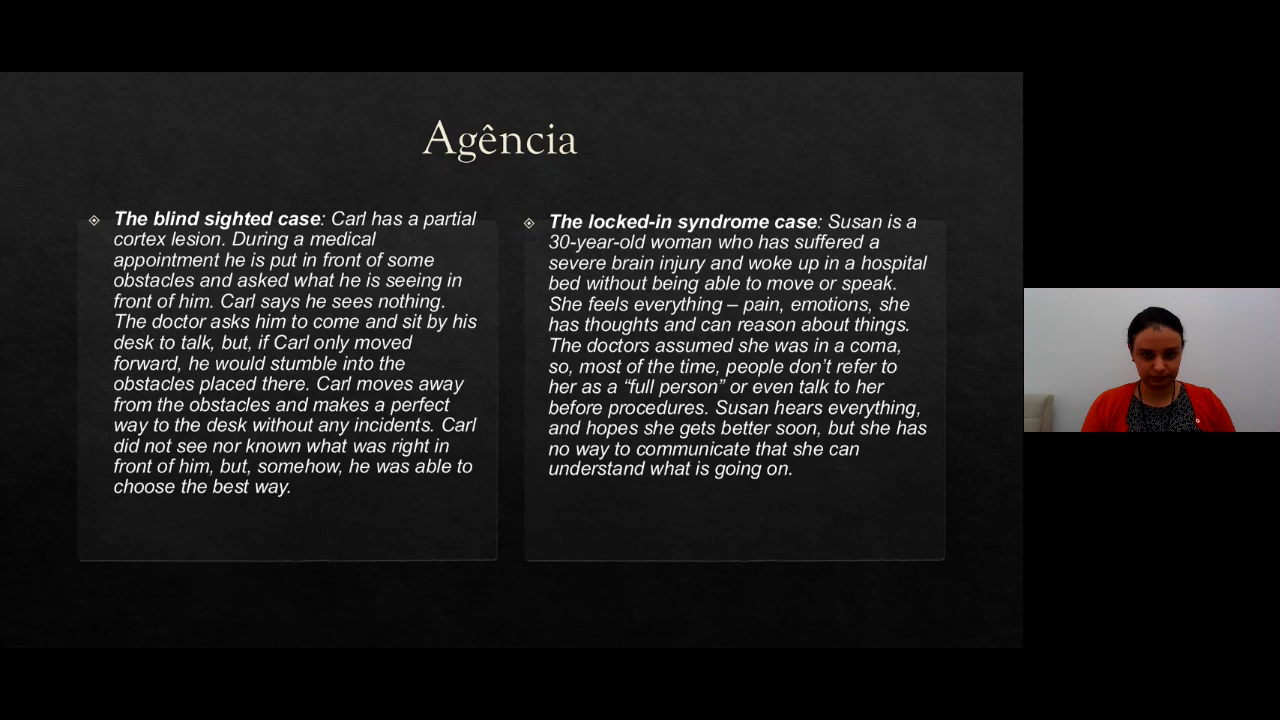 Agência
The blind sighted case: Carl has a partial
cortex lesion. During a medical
appointment he is put in front of some
obstacles and asked what he is seeing in
front of him. Carl says he sees nothing.
The doctor asks him to come and sit by his
desk to talk, but, if Carl only moved
forward, he would stumble into the
obstacles placed there. Carl moves away
from the obstacles and makes a perfect
way to the desk without any incidents. Carl
did not see nor known what was right in
front of him, but, somehow, he was able to
choose the best way.
The locked-in syndrome case: Susan is a
30-year-old woman who has suffered a
severe brain injury and woke up in a hospital
bed without being able to move or speak.
She feels everything – pain, emotions, she
has thoughts and can reason about things.
The doctors assumed she was in a coma,
so, most of the time, people don’t refer to
her as a “full person” or even talk to her
before procedures. Susan hears everything,
and hopes she gets better soon, but she has
no way to communicate that she can
understand what is going on.